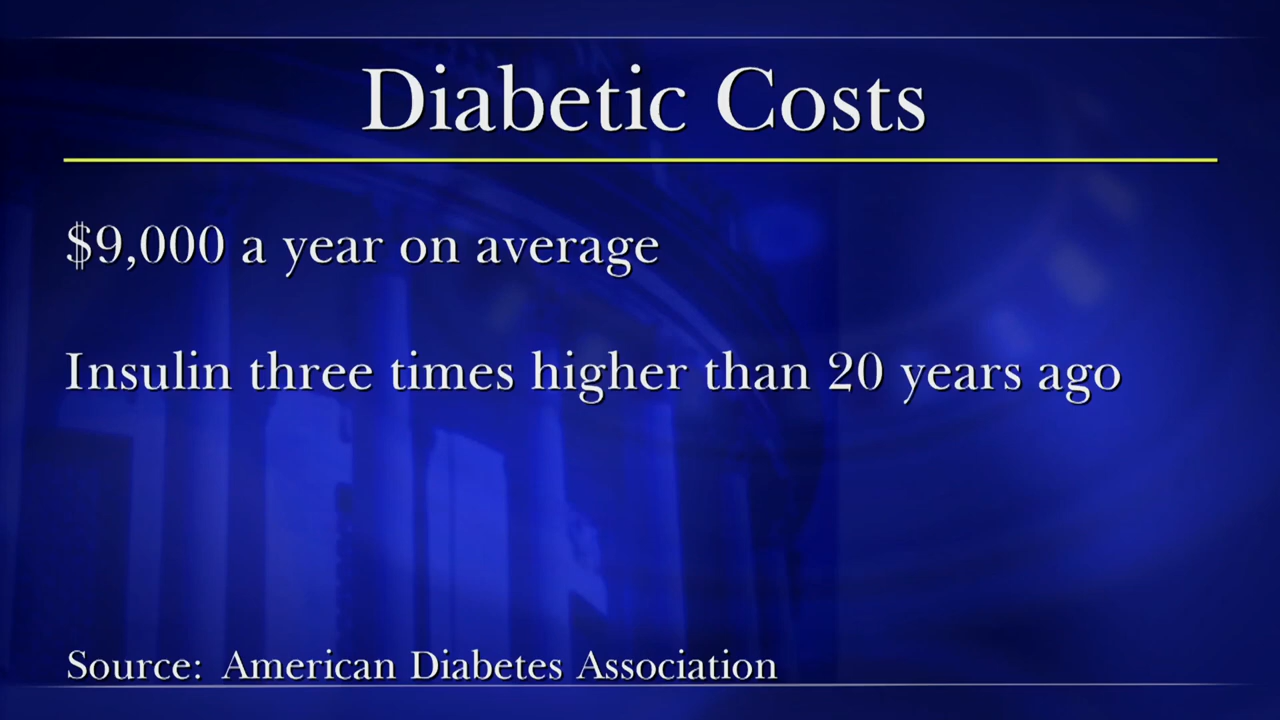 Diabetic Costs
$9,000 a year on average
Insulin three times higher than 20 years ago
Source: American Diabetes Association